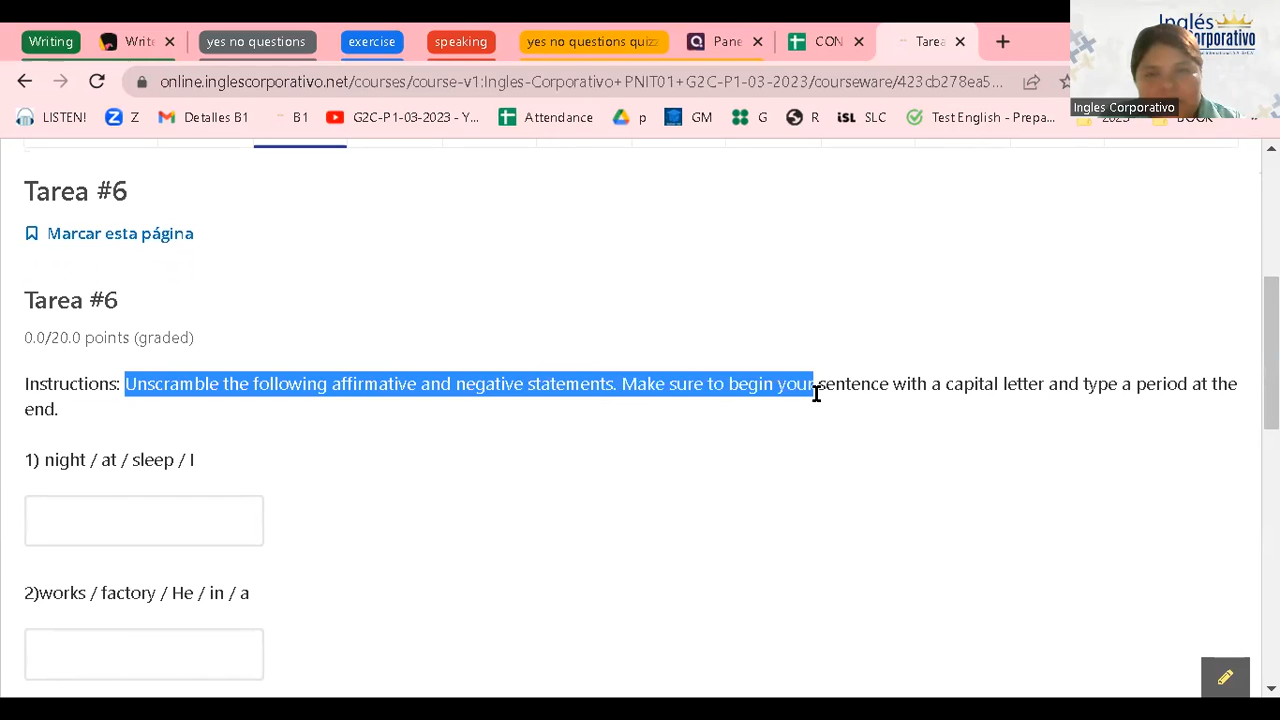 Inglés
Corporativo
Writing
Write
yes no questions
exercise
speaking
yes no questions quiz
Pane
CON
Tarea
online.inglescorporativo.net/courses/course-v1:Ingles-Corporativo+PNIT01+G2C-P1-03-2023/courseware/423cb278ea5...
Ingles Corporativo
LISTEN!
Z
Detalles B1
B1
G2C-P1-03-2023 - Y...
Attendance
p
GM
G
R
iSL SLC
Test English - Prepa...
Tarea #6
Marcar esta página
Tarea #6
0.0/20.0 points (graded)
Instructions: Unscramble the following affirmative and negative statements. Make sure to begin your sentence with a capital letter and type a period at the
end.
1) night / at / sleep / I
2)works / factory / He / in / a